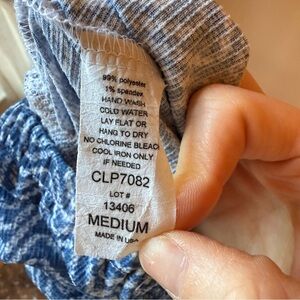 99% polyester
1% spandex
HAND WASH
COLD WATER
LAY FLAT OR
HANG TO DRY
NO CHLORINE BLEACH
COOL IRON ONLY
IF NEEDED
CLP7082
LOT #
13406
MEDIUM
MADE IN